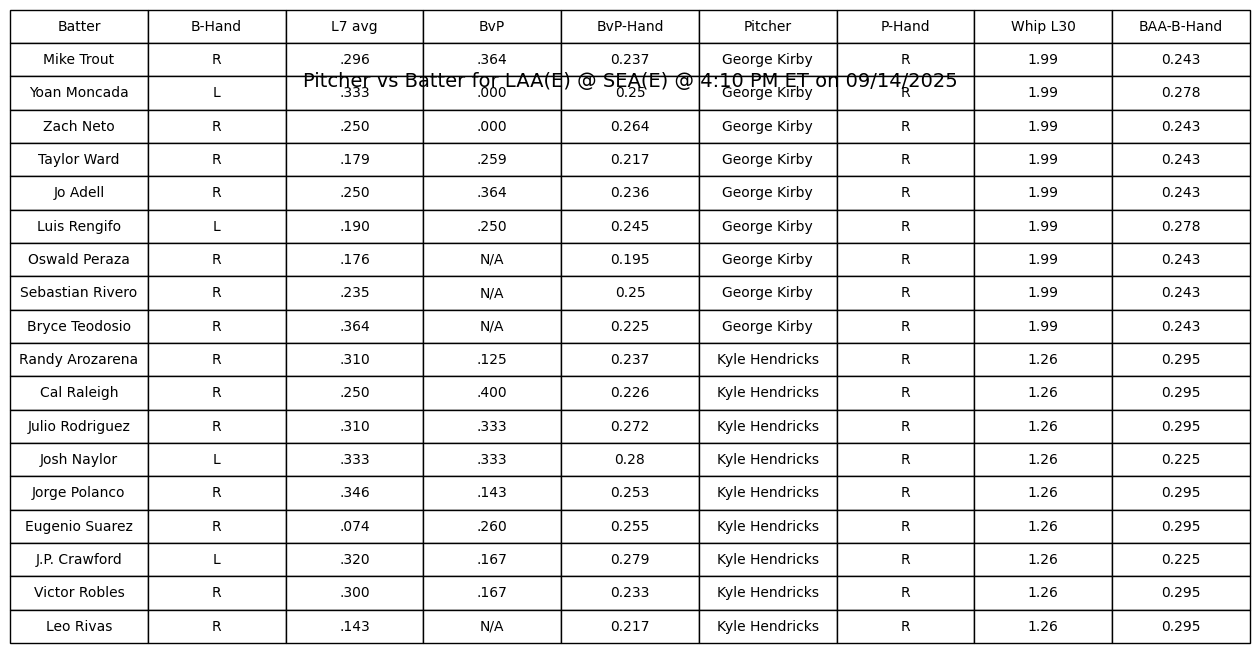 Batter B-Hand L7 avg BvP BvP-Hand Pitcher P-Hand Whip L30 BAA-B-Hand
Mike Trout R .296 .364 0.237 George Kirby R 1.99 0.243
Pitcher vs Batter for LAA(E) @ SEA(E) @ 4:10 PM ET on 09/14/2025
Yoan Moncada L .333 .000 0.25 George Kirby R 1.99 0.278
Zach Neto R .250 .000 0.264 George Kirby R 1.99 0.243
Taylor Ward R .179 .259 0.217 George Kirby R 1.99 0.243
Jo Adell R .250 .364 0.236 George Kirby R 1.99 0.243
Luis Rengifo L .190 .250 0.245 George Kirby R 1.99 0.278
Oswald Peraza R .176 N/A 0.195 George Kirby R 1.99 0.243
Sebastian Rivero R .235 N/A 0.25 George Kirby R 1.99 0.243
Bryce Teodosio R .364 N/A 0.225 George Kirby R 1.99 0.243
Randy Arozarena R .310 .125 0.237 Kyle Hendricks R 1.26 0.295
Cal Raleigh R .250 .400 0.226 Kyle Hendricks R 1.26 0.295
Julio Rodriguez R .310 .333 0.272 Kyle Hendricks R 1.26 0.295
Josh Naylor L .333 .333 0.28 Kyle Hendricks R 1.26 0.225
Jorge Polanco R .346 .143 0.253 Kyle Hendricks R 1.26 0.295
Eugenio Suarez R .074 .260 0.255 Kyle Hendricks R 1.26 0.295
J.P. Crawford L .320 .167 0.279 Kyle Hendricks R 1.26 0.225
Victor Robles R .300 .167 0.233 Kyle Hendricks R 1.26 0.295
Leo Rivas R .143 N/A 0.217 Kyle Hendricks R 1.26 0.295